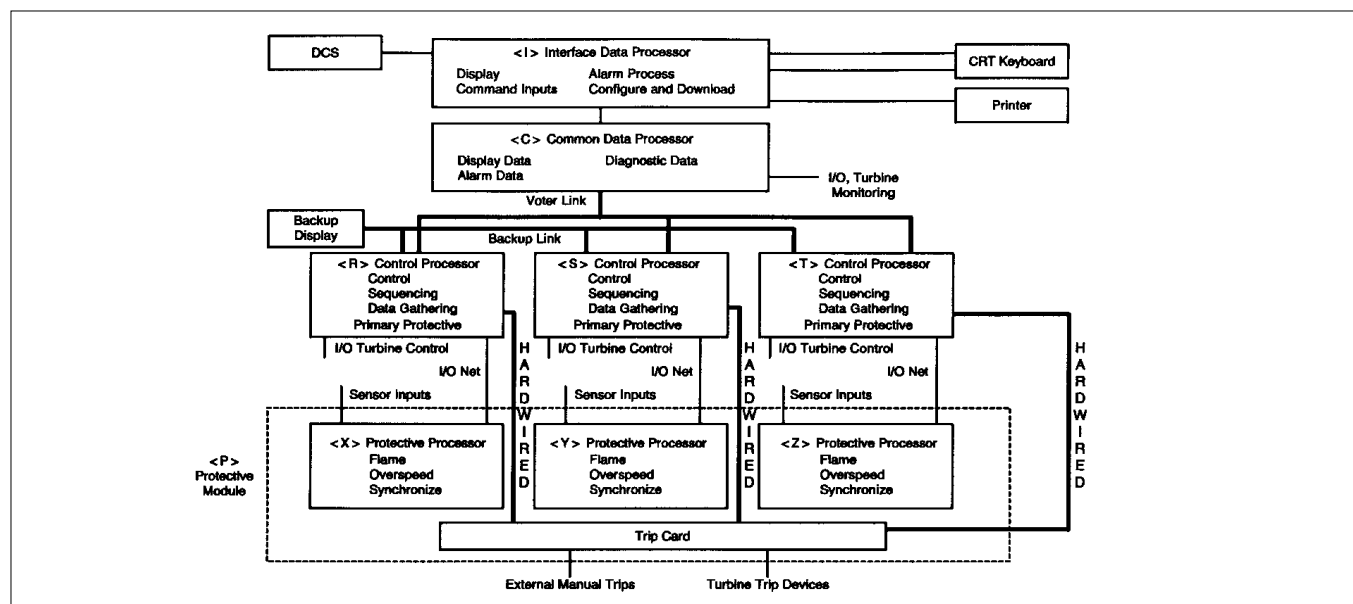 DCS
<I> Interface Data Processor
Display Alarm Process
Command Inputs Configure and Download
CRT Keyboard
Printer
<C> Common Data Processor
Display Data Diagnostic Data
Alarm Data
I/O, Turbine
Monitoring
Voter Link
Backup
Display
Backup Link
<R> Control Processor
Control
Sequencing
Data Gathering
Primary Protective
<S> Control Processor
Control
Sequencing
Data Gathering
Primary Protective
<T> Control Processor
Control
Sequencing
Data Gathering
Primary Protective
I/O Turbine Control
I/O Net
Sensor Inputs
HARDWIRED
I/O Turbine Control
I/O Net
Sensor Inputs
HARDWIRED
I/O Turbine Control
I/O Net
Sensor Inputs
HARDWIRED
<P>
Protective
Module
<X> Protective Processor
Flame
Overspeed
Synchronize
<Y> Protective Processor
Flame
Overspeed
Synchronize
<Z> Protective Processor
Flame
Overspeed
Synchronize
Trip Card
External Manual Trips
Turbine Trip Devices